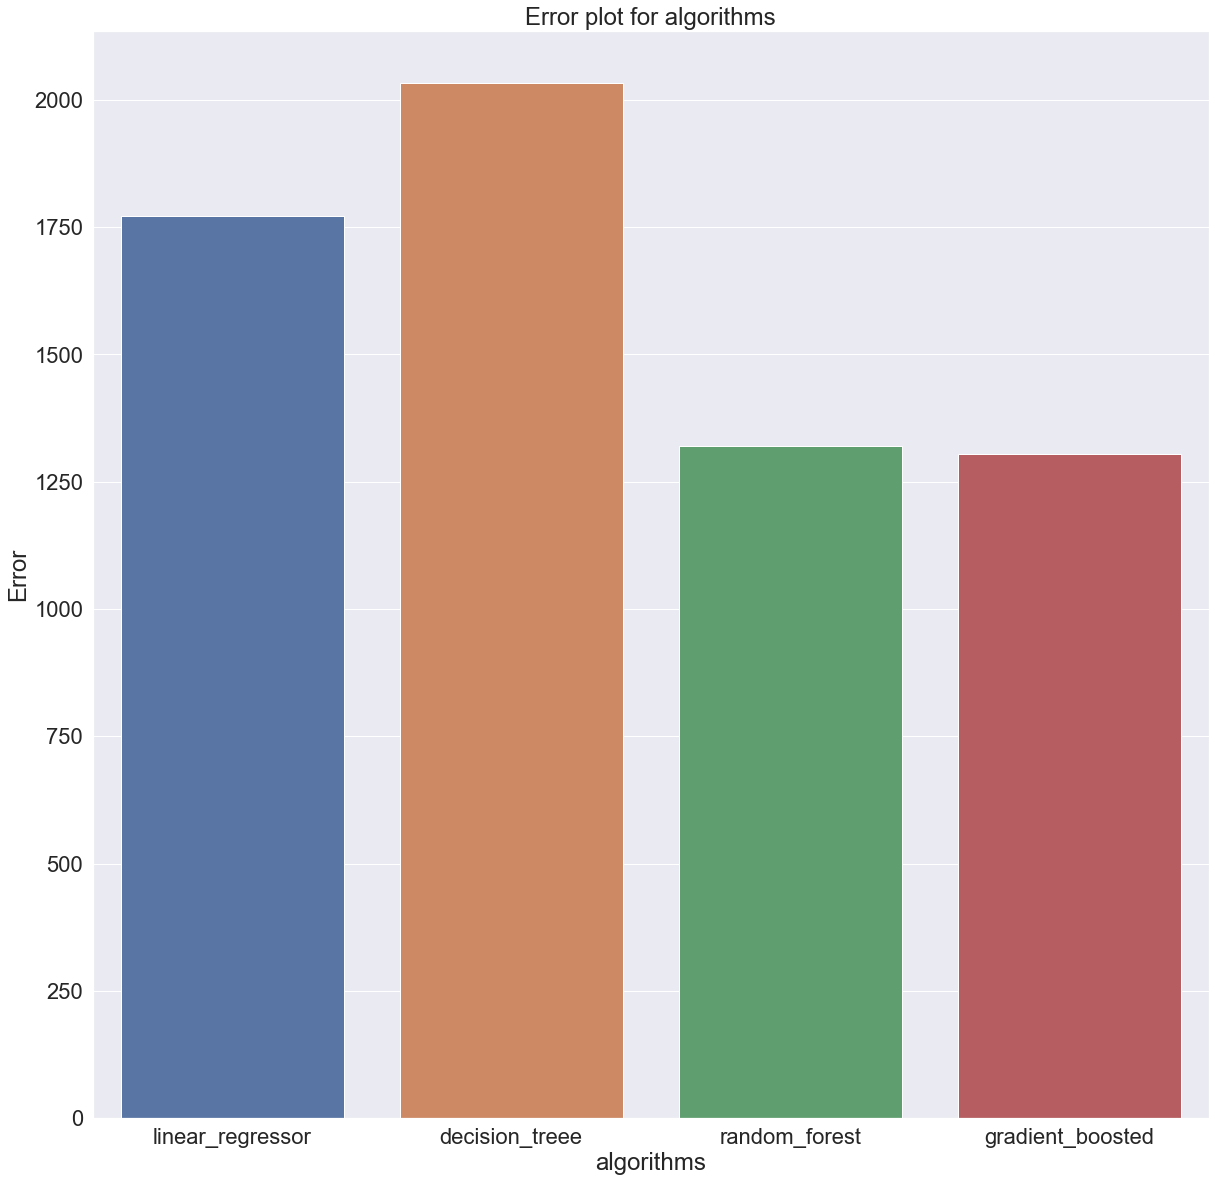 Error plot for algorithms
2000
1750
1500
1250
1000
750
500
250
0
Error
linear_regressor
decision_treee
random_forest
gradient_boosted
algorithms